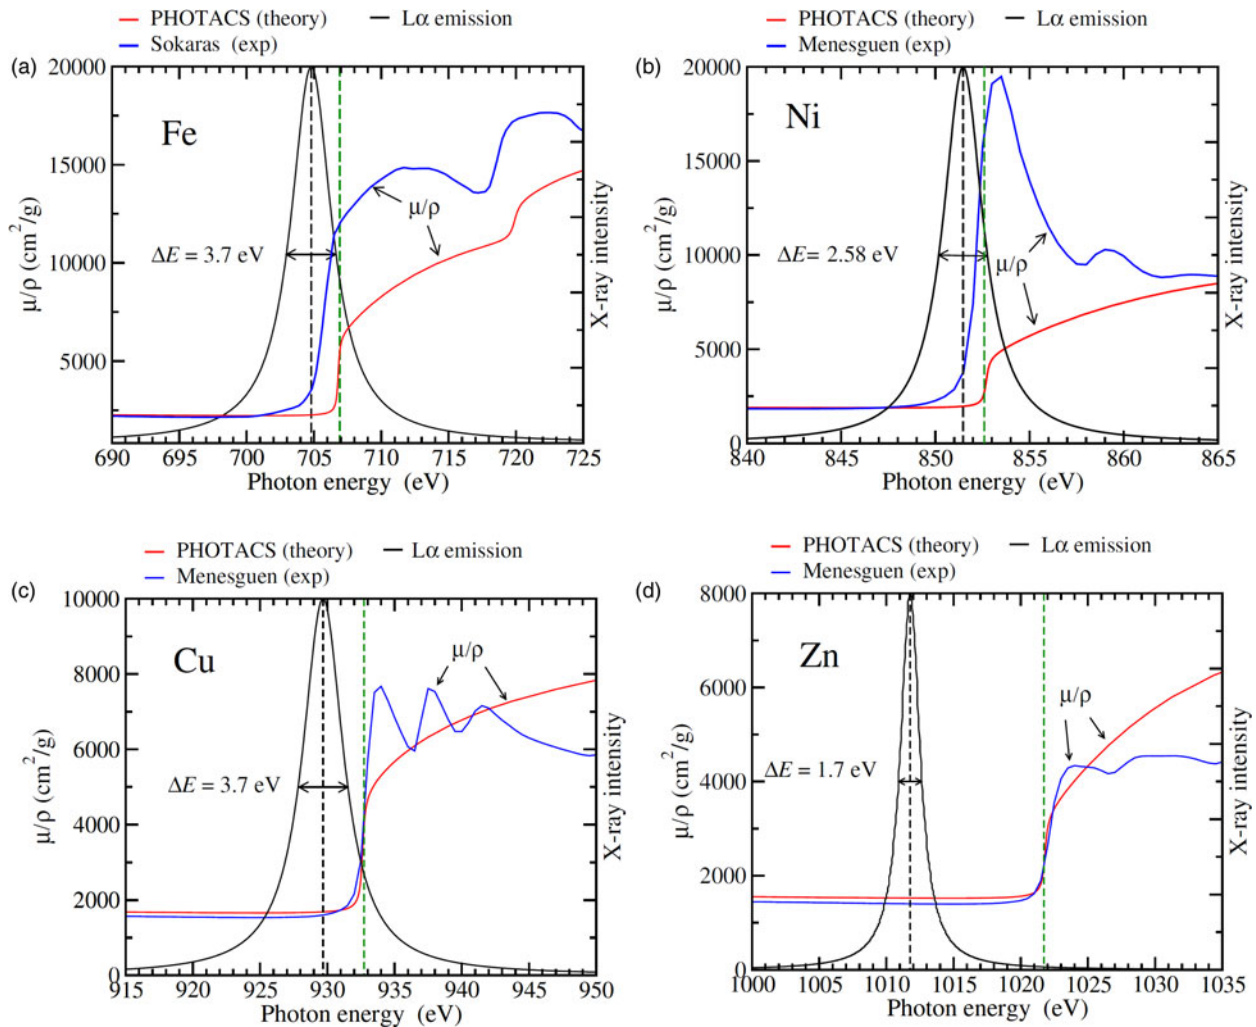 PHOTACS (theory) Lα emission
Sokaras (exp)
(a)
20000
15000
10000
5000
μ/ρ (cm²/g)
Fe
μ/ρ
ΔE = 3.7 eV
X-ray intensity
690 695 700 705 710 715 720 725
Photon energy (eV)
PHOTACS (theory) Lα emission
Menesguen (exp)
(b)
20000
15000
10000
5000
0
μ/ρ (cm²/g)
Ni
ΔE = 2.58 eV
μ/ρ
X-ray intensity
840 845 850 855 860 865
Photon energy (eV)
PHOTACS (theory) Lα emission
Menesguen (exp)
(c)
10000
8000
6000
4000
2000
0
μ/ρ (cm²/g)
Cu
μ/ρ
ΔE = 3.7 eV
X-ray intensity
915 920 925 930 935 940 945 950
Photon energy (eV)
PHOTACS (theory) Lα emission
Menesguen (exp)
(d)
8000
6000
4000
2000
0
μ/ρ (cm²/g)
Zn
μ/ρ
ΔE = 1.7 eV
X-ray intensity
1000 1005 1010 1015 1020 1025 1030 1035
Photon energy (eV)